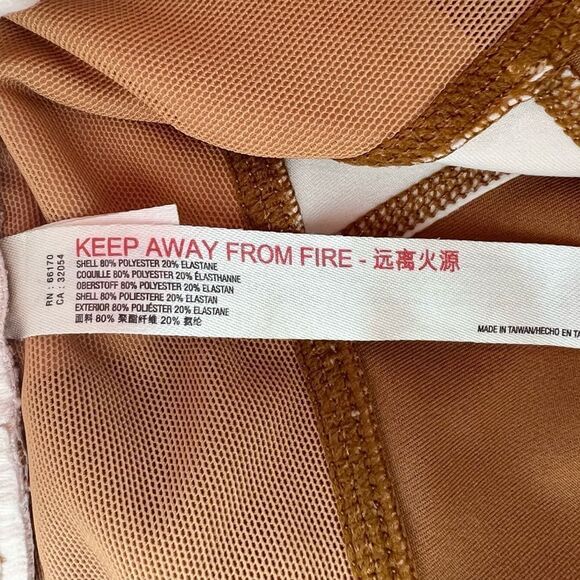 RN : 66170
CA : 32054
KEEP AWAY FROM FIRE - 远离火源
SHELL 80% POLYESTER 20% ELASTANE
COQUILLE 80% POLYESTER 20% ÉLASTHANNE
OBERSTOFF 80% POLYESTER 20% ELASTAN
SHELL 80% POLIESTERE 20% ELASTAN
EXTERIOR 80% POLIÉSTER 20% ELASTANE
面料 80% 聚酯纤维 20% 氨纶
MADE IN TAIWAN/HECHO EN TA